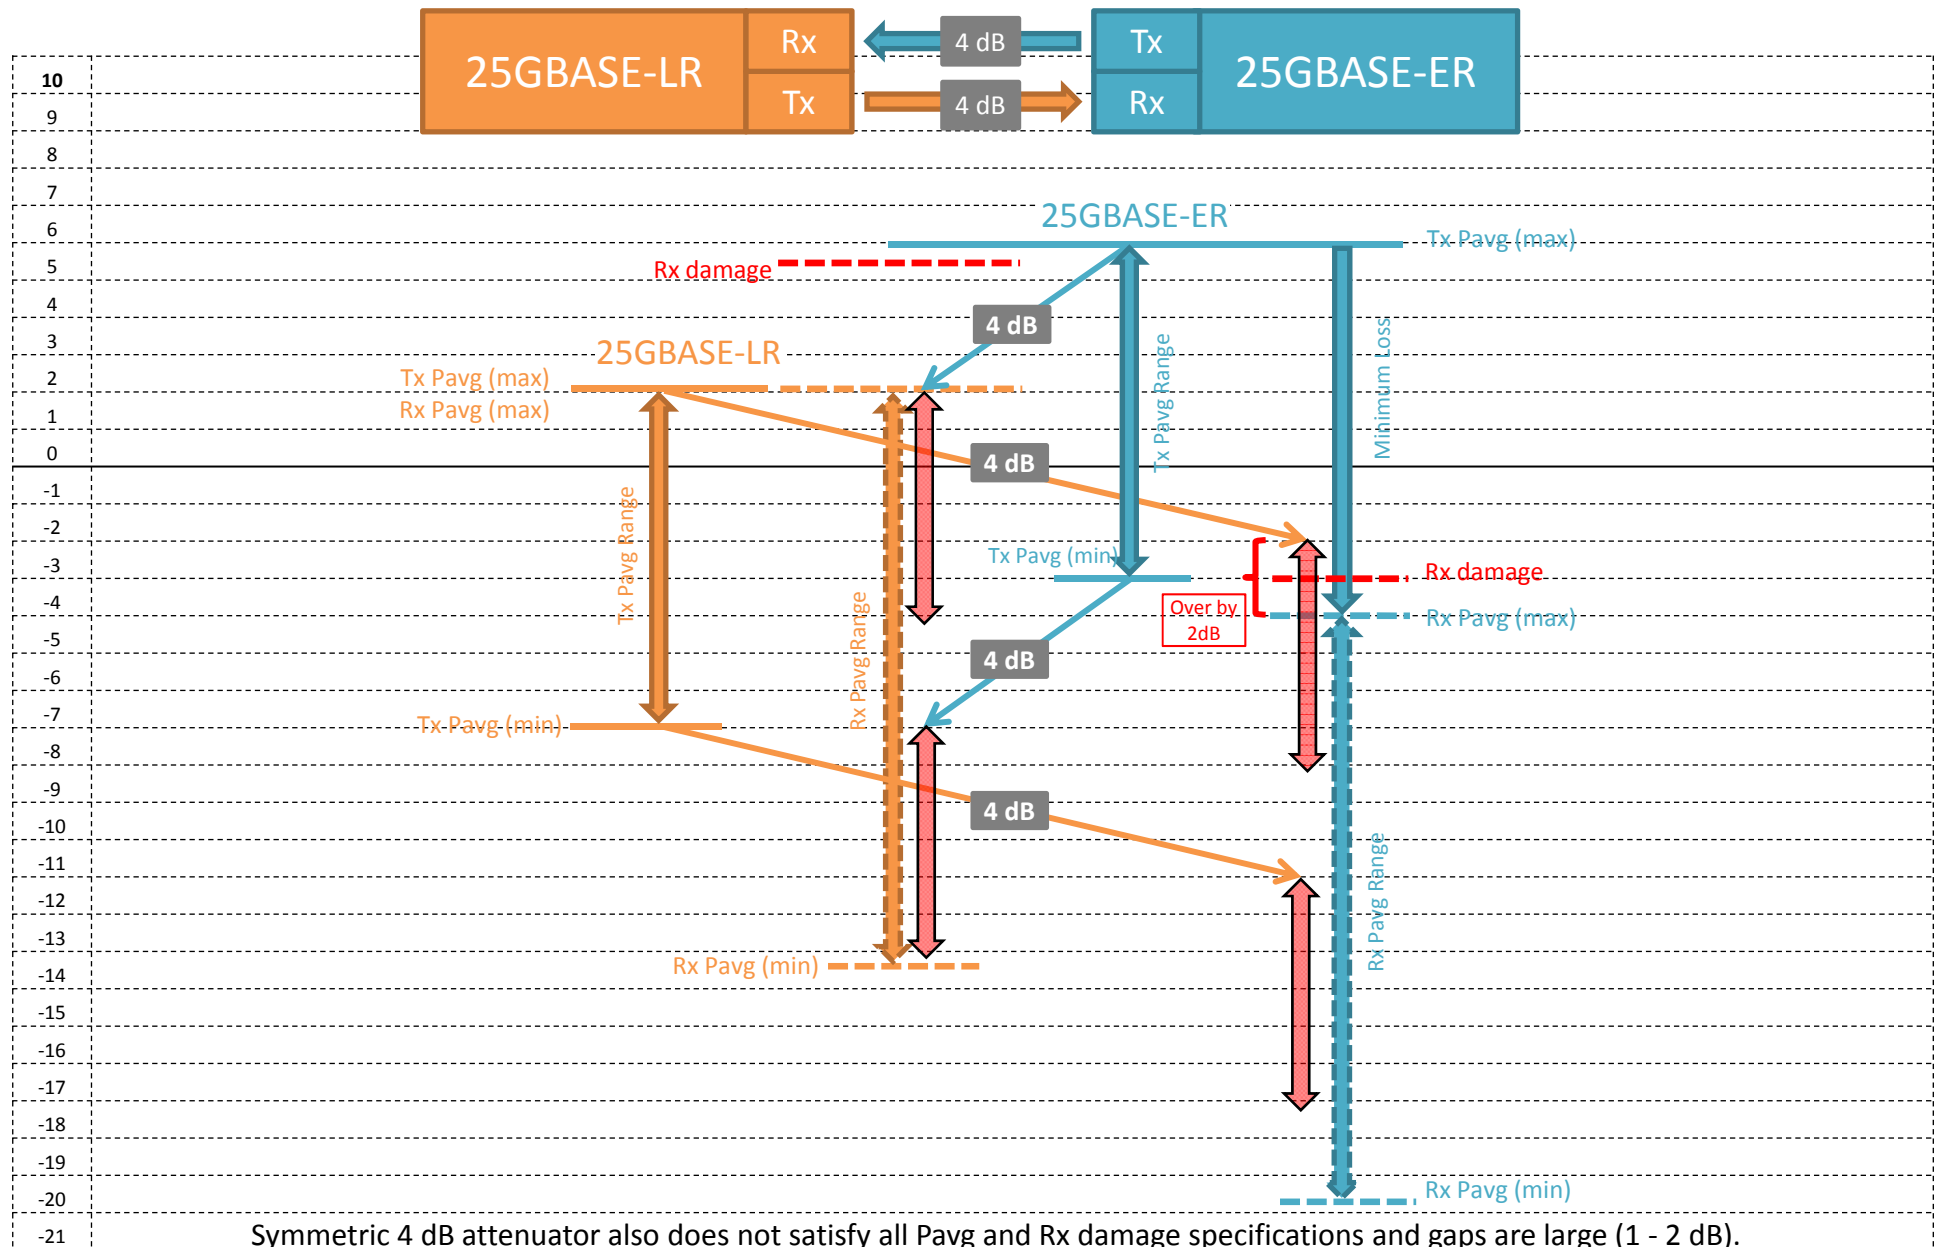 25GBASE-LR
Rx
Tx
4 dB
4 dB
Tx
Rx
25GBASE-ER
10
9
8
7
6
5
4
3
2
1
0
-1
-2
-3
-4
-5
-6
-7
-8
-9
-10
-11
-12
-13
-14
-15
-16
-17
-18
-19
-20
-21
25GBASE-ER
Tx Pavg (max)
Rx damage
4 dB
25GBASE-LR
Tx Pavg (max)
Rx Pavg (max)
Tx Pavg Range
Minimum Loss
4 dB
Tx Pavg Range
Tx Pavg (min)
Rx damage
Over by
2dB
Rx Pavg (max)
4 dB
Rx Pavg Range
Tx Pavg (min)
4 dB
Rx Pavg Range
Rx Pavg (min)
Rx Pavg (min)
Symmetric 4 dB attenuator also does not satisfy all Pavg and Rx damage specifications and gaps are large (1 - 2 dB).